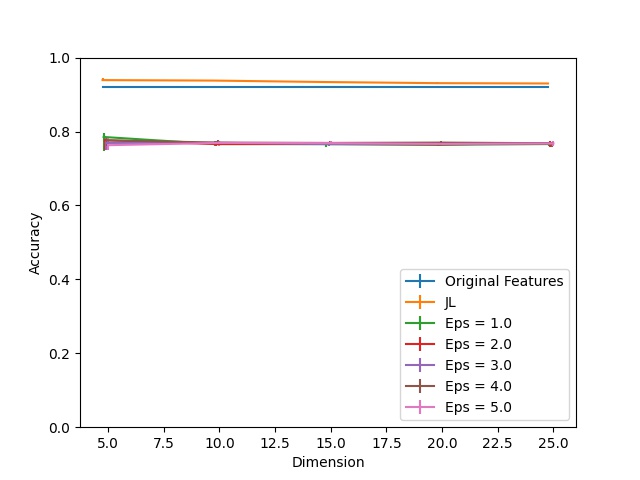 1.0
0.8
0.6
0.4
0.2
0.0
Accuracy
5.0 7.5 10.0 12.5 15.0 17.5 20.0 22.5 25.0
Dimension
Original Features
JL
Eps = 1.0
Eps = 2.0
Eps = 3.0
Eps = 4.0
Eps = 5.0